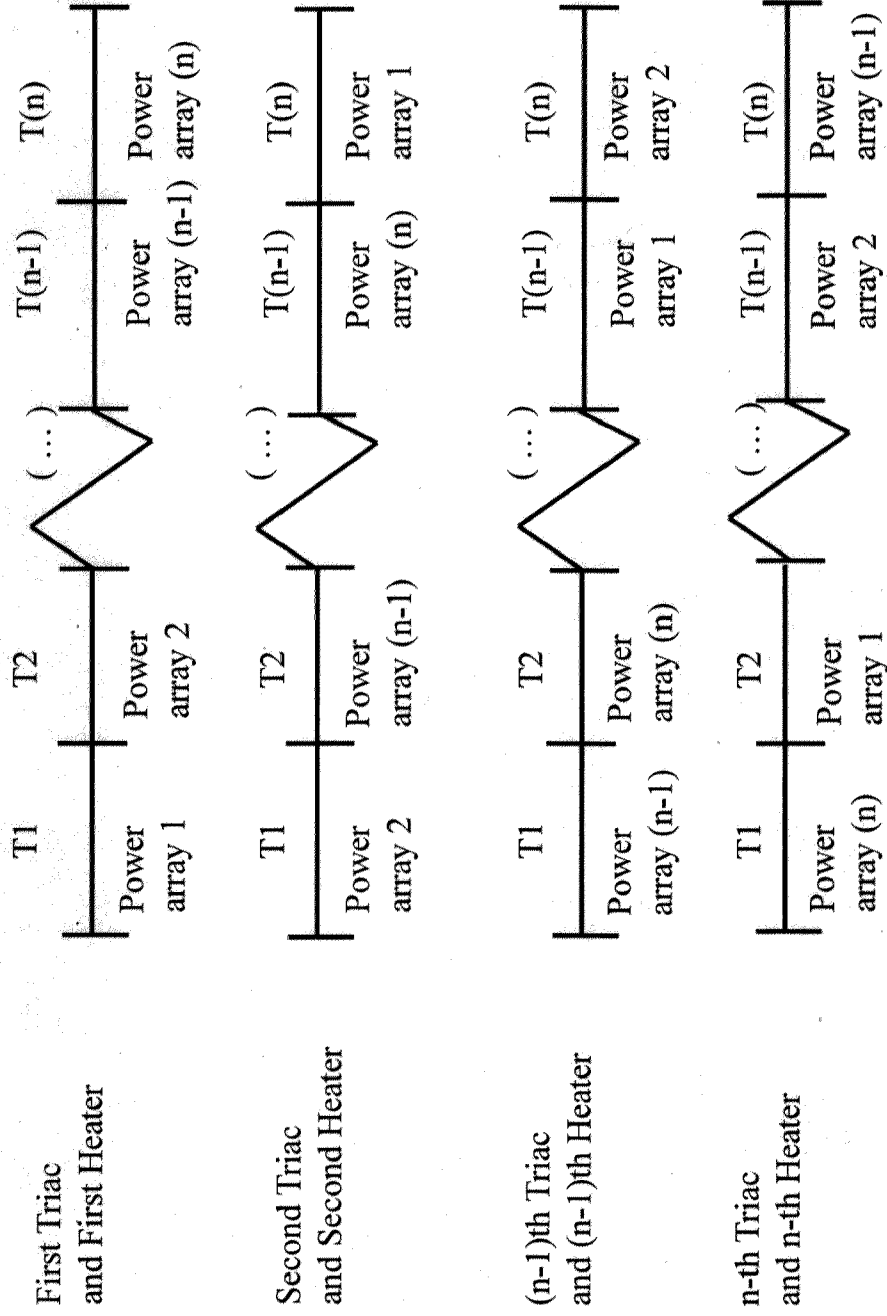 First Triac
and First Heater
T1
T2
( … )
T(n-1)
T(n)
Power
array 1
Power
array 2
Power
array (n-1)
Power
array (n)
Second Triac
and Second Heater
T1
T2
( … )
T(n-1)
T(n)
Power
array 2
Power
array (n-1)
Power
array (n)
Power
array 1
(n-1)th Triac
and (n-1)th Heater
T1
T2
( … )
T(n-1)
T(n)
Power
array (n-1)
Power
array (n)
Power
array 1
Power
array 2
n-th Triac
and n-th Heater
T1
T2
( … )
T(n-1)
T(n)
Power
array (n)
Power
array 1
Power
array 2
Power
array (n-1)